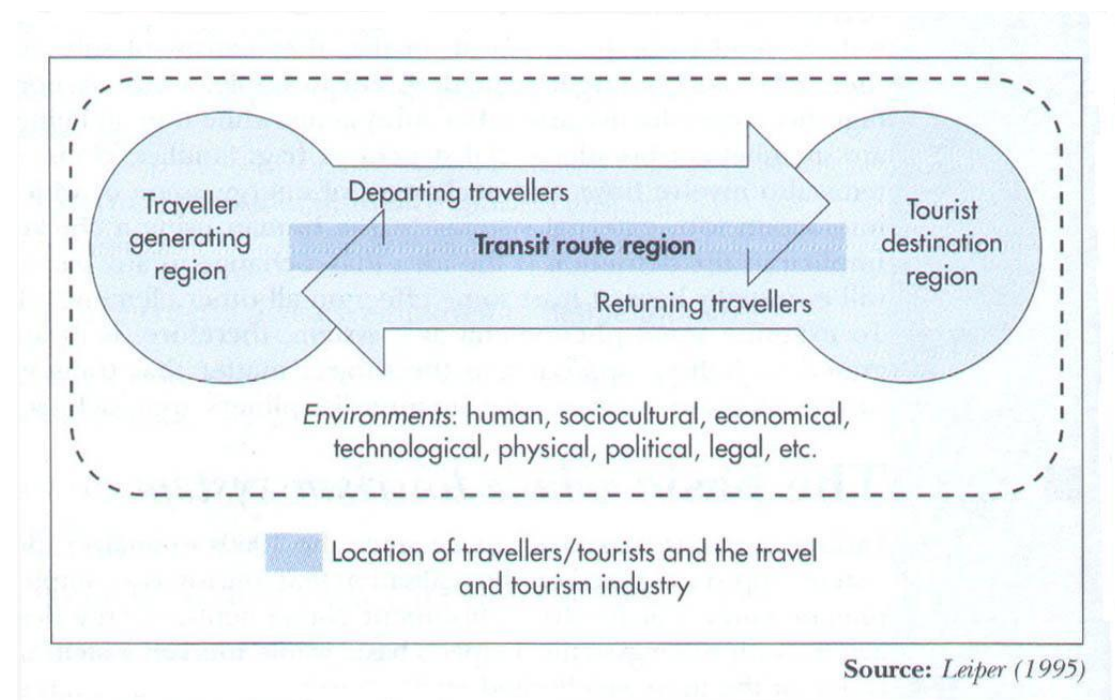 Departing travellers
Traveller
generating
region
Transit route region
Tourist
destination
region
Returning travellers
Environments: human, sociocultural, economical,
technological, physical, political, legal, etc.
Location of travellers/tourists and the travel
and tourism industry
Source: Leiper (1995)